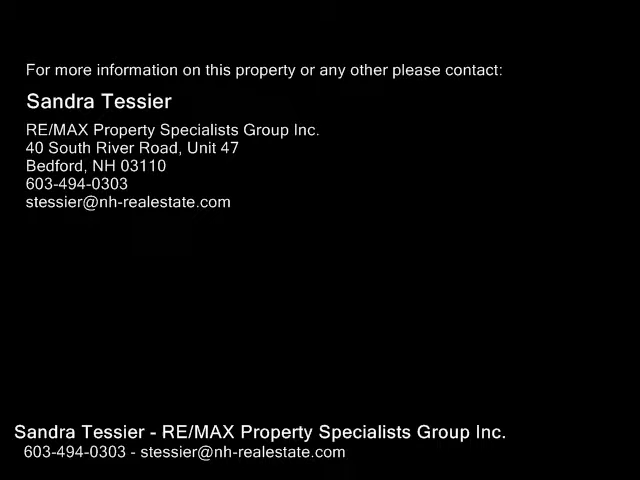 For more information on this property or any other please contact:
Sandra Tessier
RE/MAX Property Specialists Group Inc.
40 South River Road, Unit 47
Bedford, NH 03110
603-494-0303
stessier@nh-realestate.com
Sandra Tessier - RE/MAX Property Specialists Group Inc.
603-494-0303 - stessier@nh-realestate.com